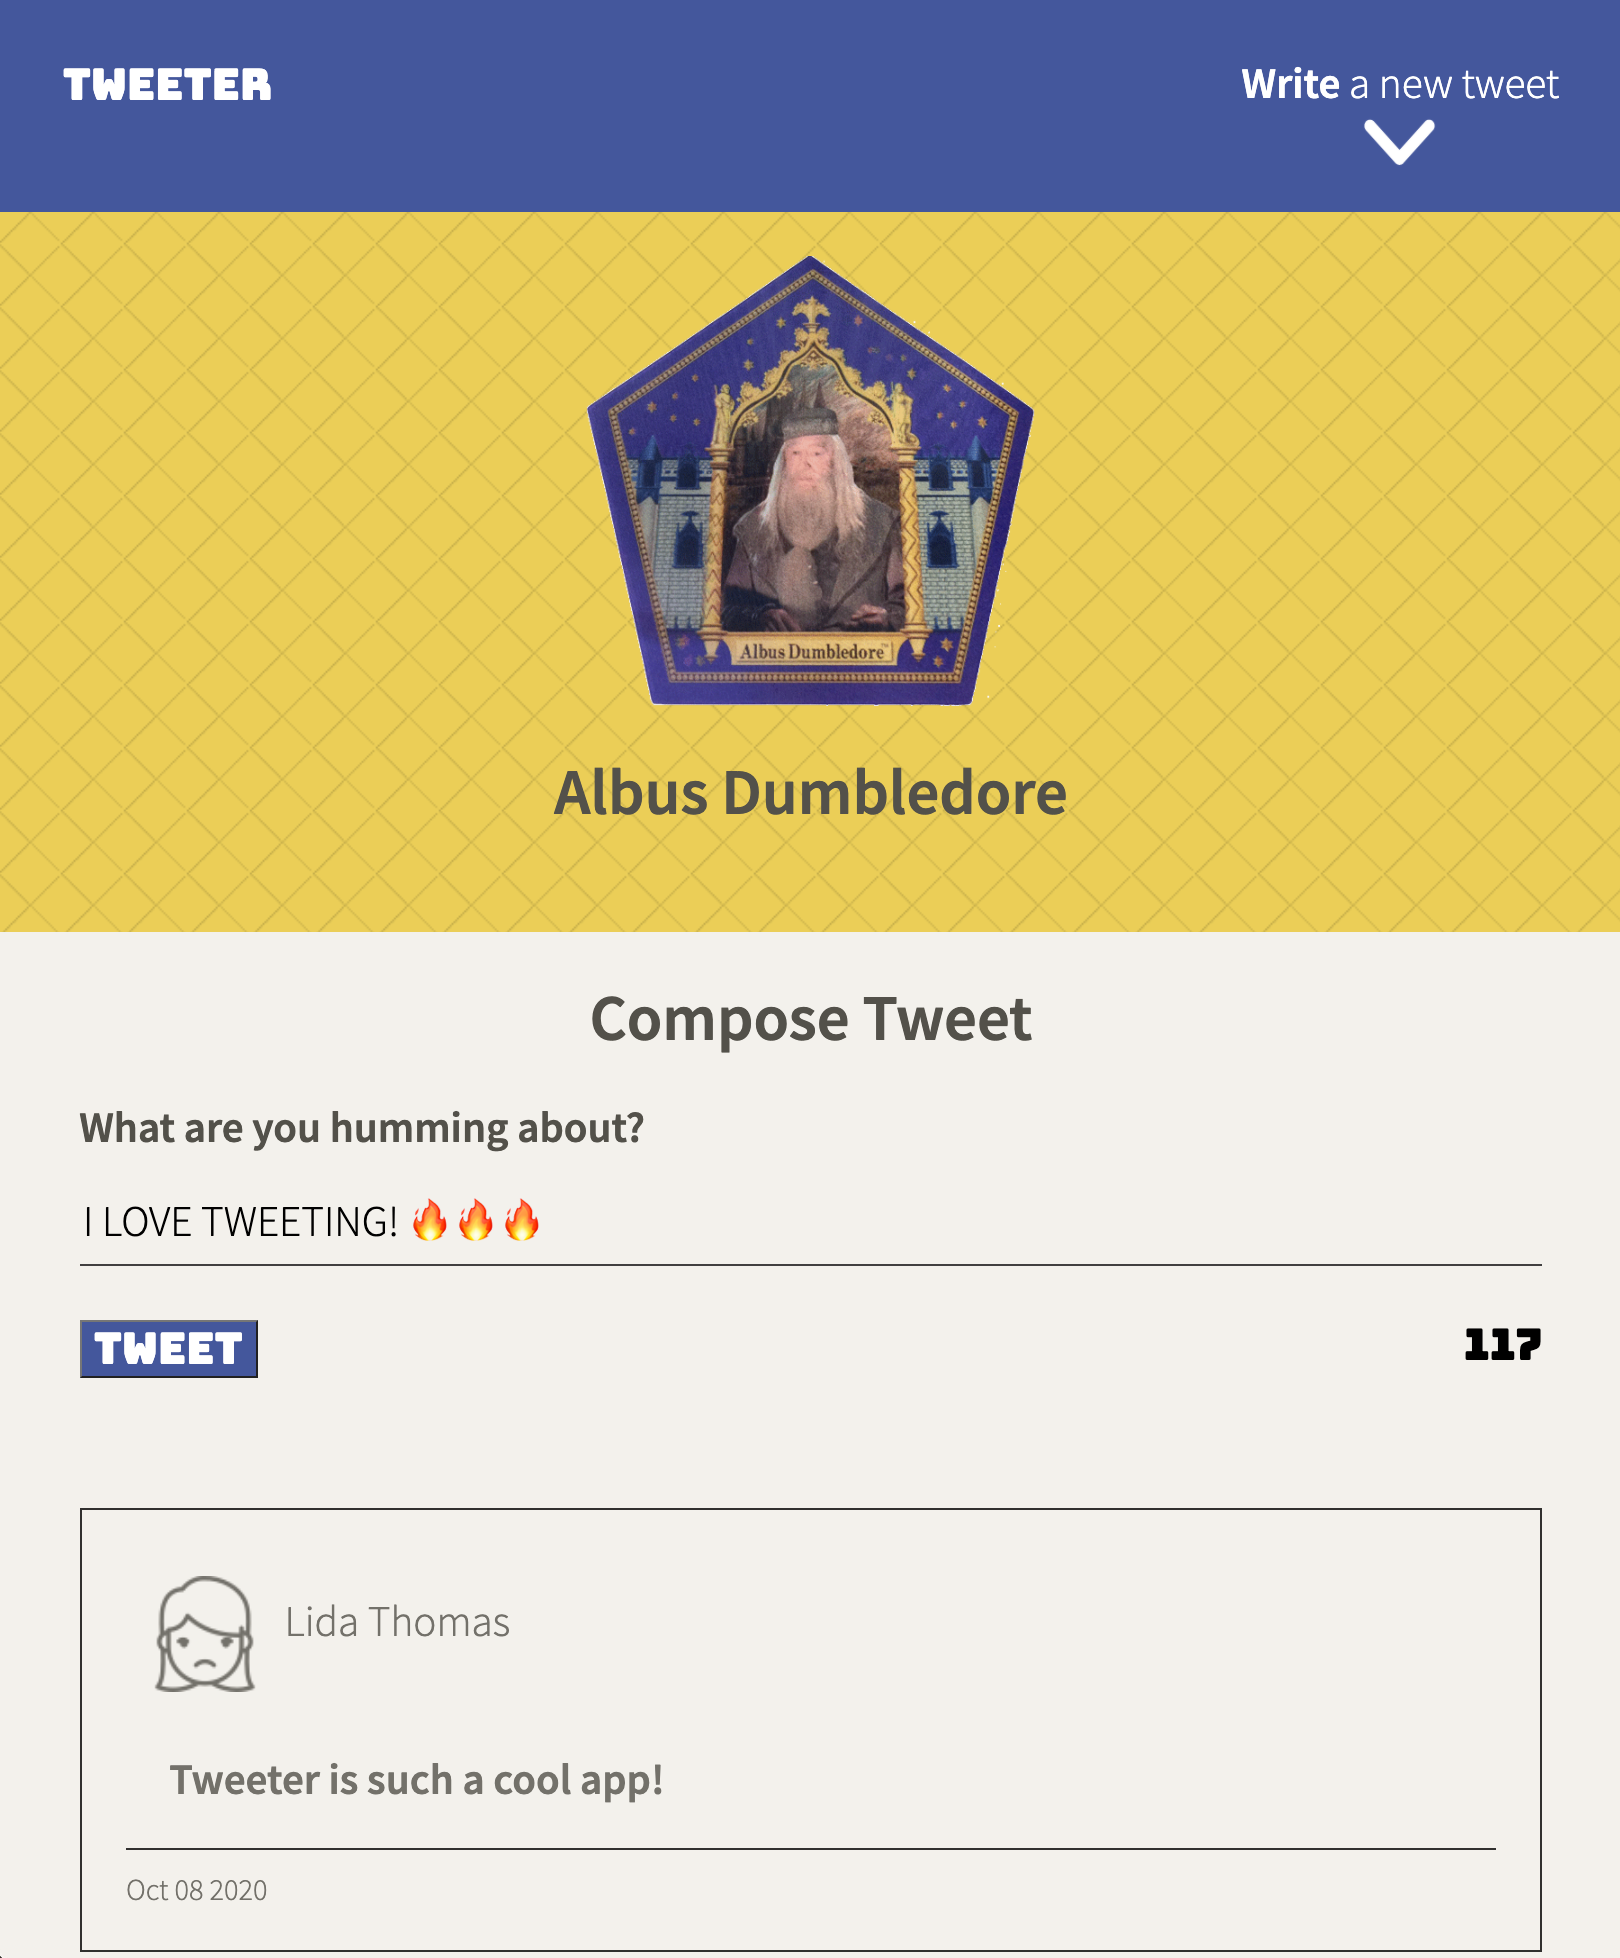 TWEETER
Write a new tweet
Albus Dumbledore™
Albus Dumbledore
Compose Tweet
What are you humming about?
I LOVE TWEETING! 🔥🔥🔥
TWEET
117
Lida Thomas
Tweeter is such a cool app!
Oct 08 2020